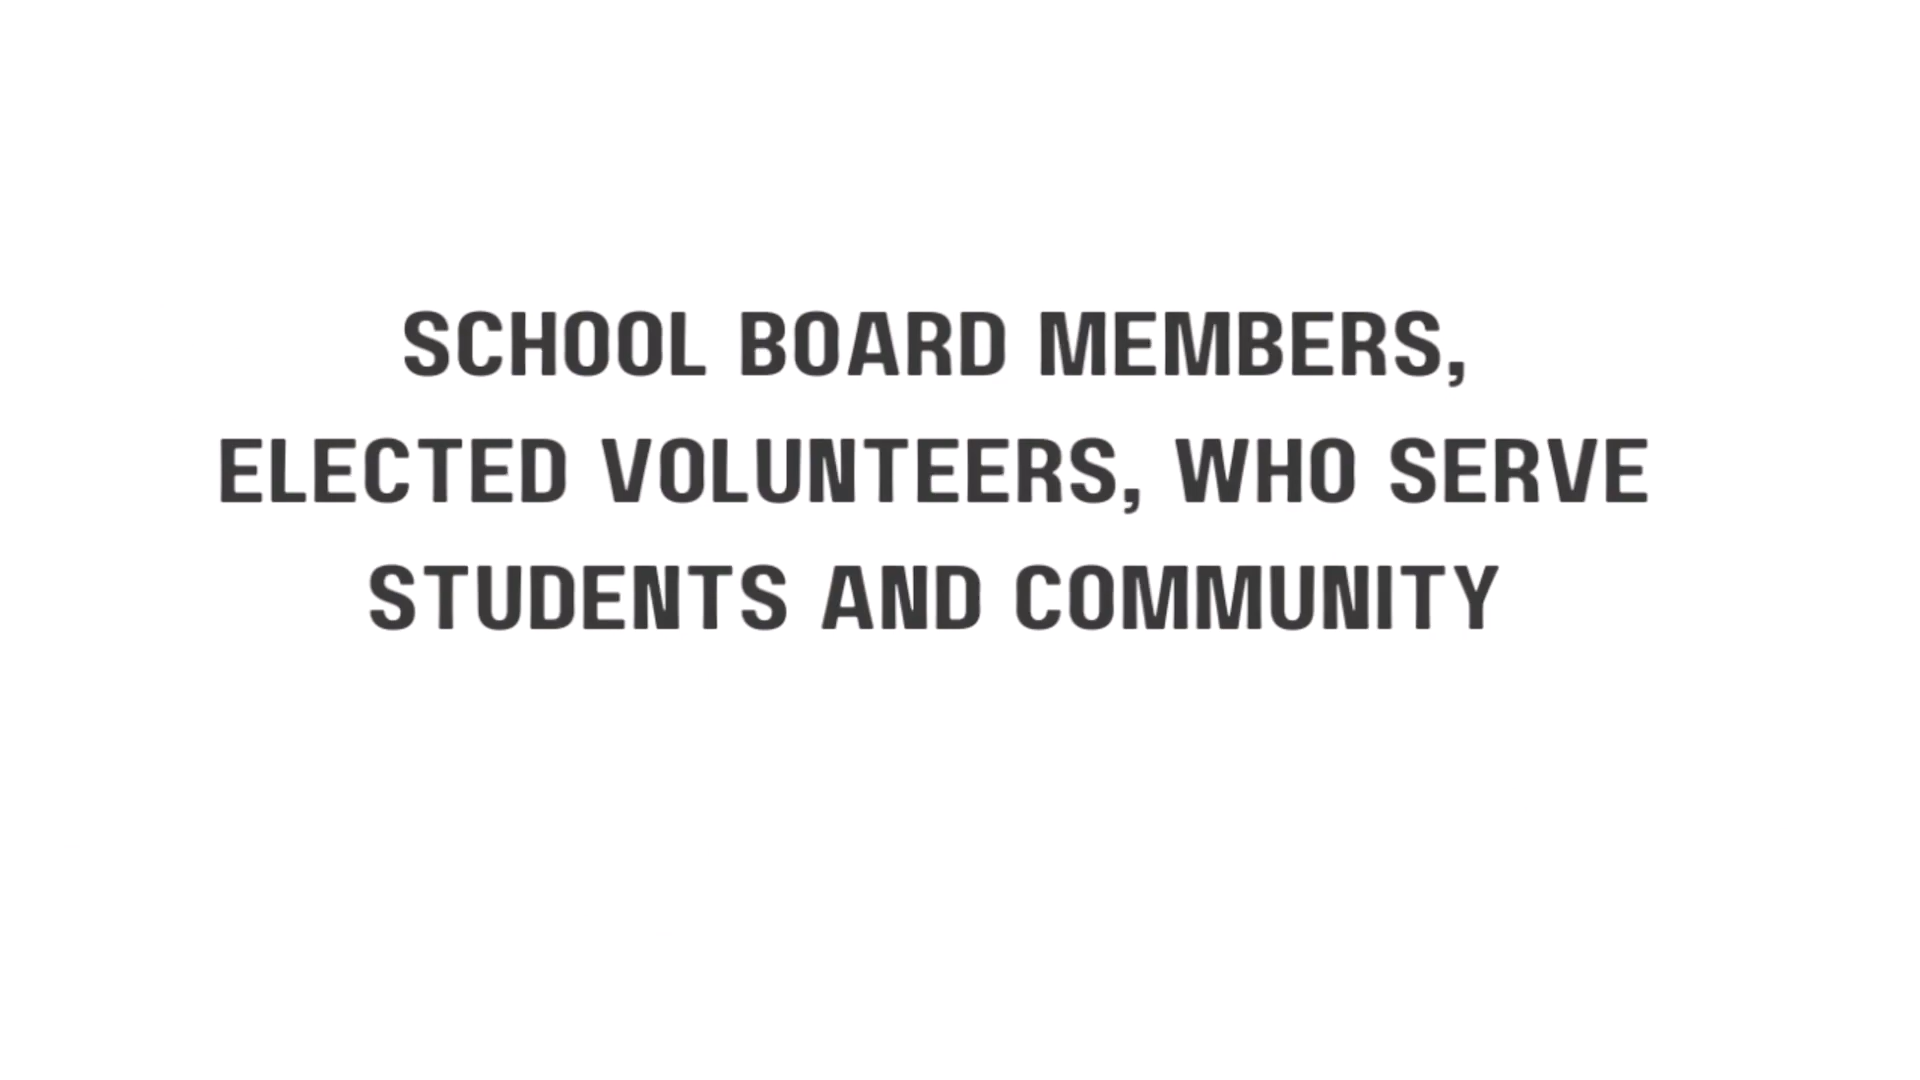 SCHOOL BOARD MEMBERS,
ELECTED VOLUNTEERS, WHO SERVE
STUDENTS AND COMMUNITY